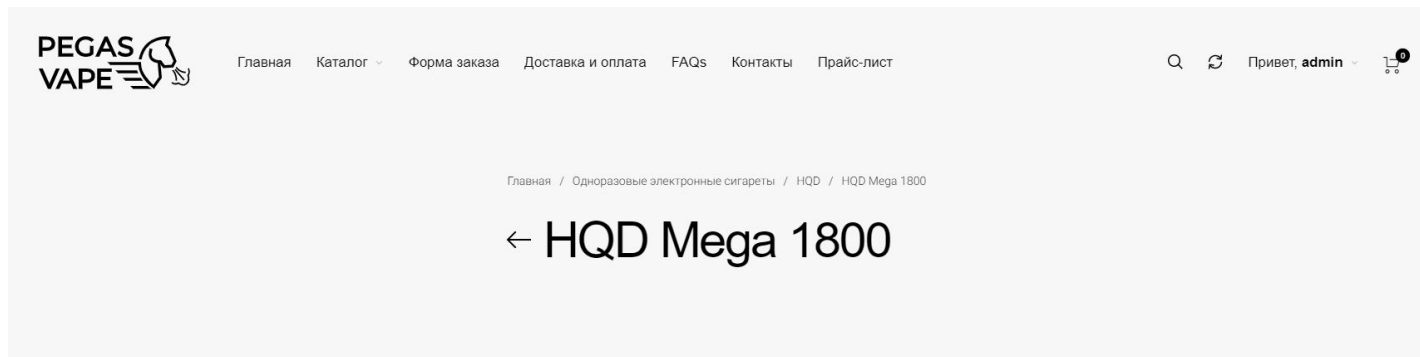 PEGAS
VAPE
Главная Каталог Форма заказа Доставка и оплата FAQs Контакты Прайс-лист Привет, admin 0
Главная / Одноразовые электронные сигареты / HQD / HQD Mega 1800
← HQD Mega 1800